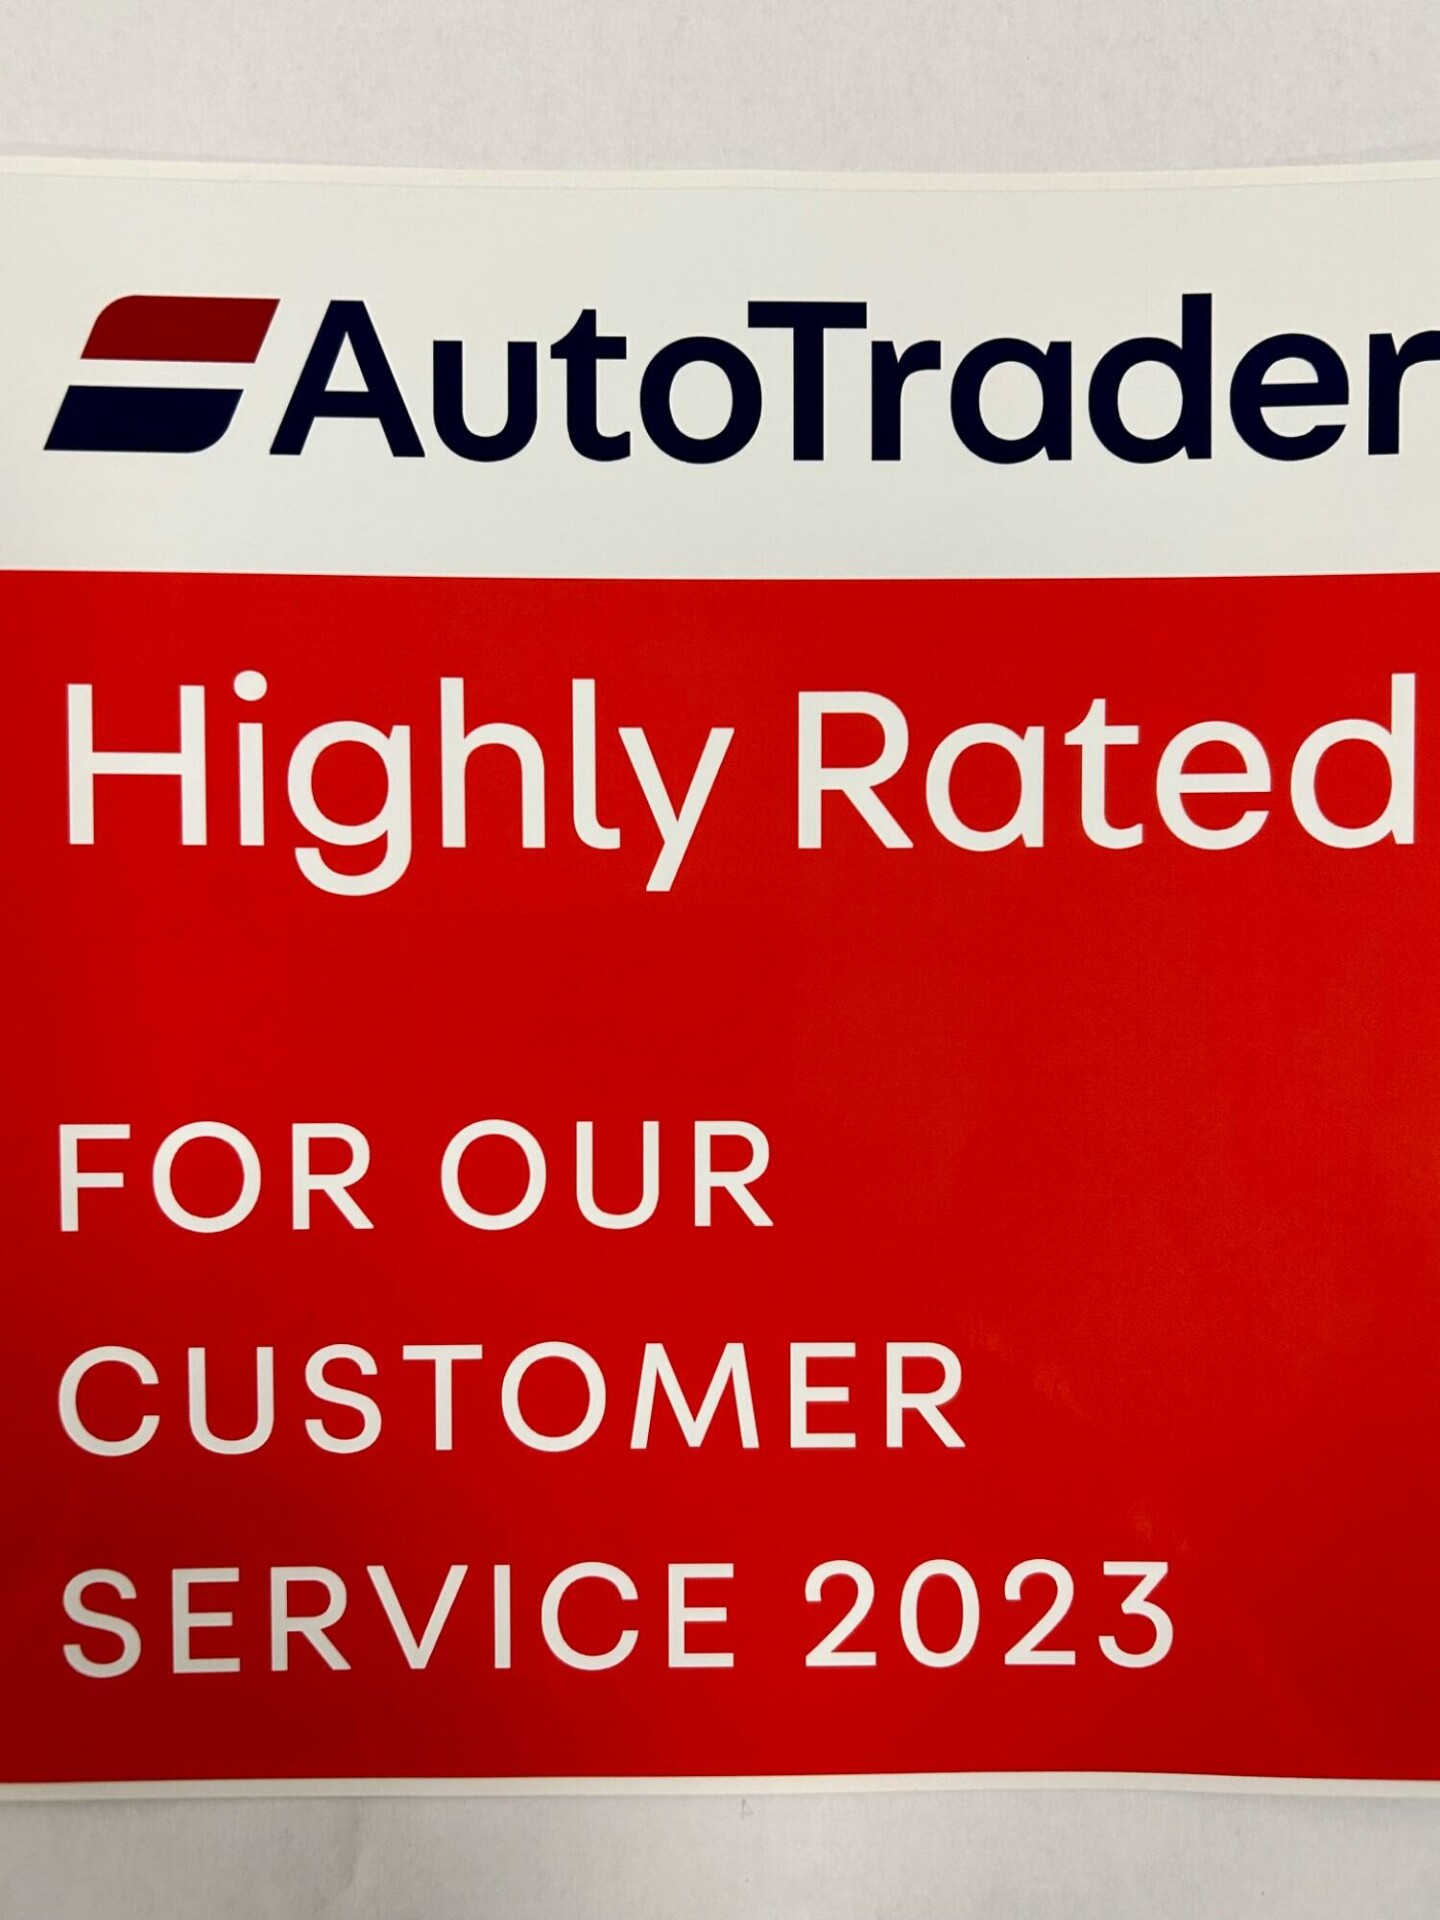 AutoTrader
Highly Rated
FOR OUR
CUSTOMER
SERVICE 2023